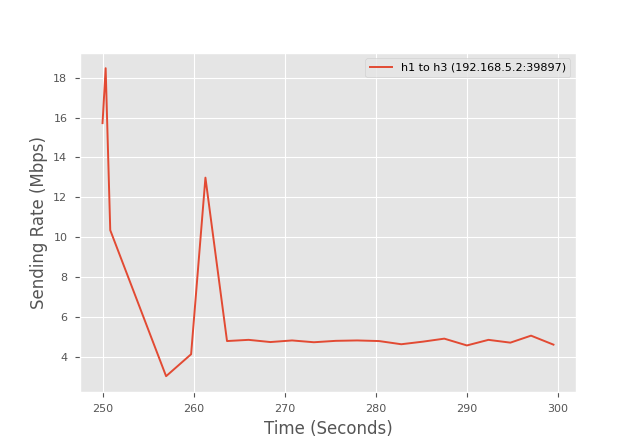 h1 to h3 (192.168.5.2:39897)
18
16
14
12
10
8
6
4
Sending Rate (Mbps)
250 260 270 280 290 300
Time (Seconds)